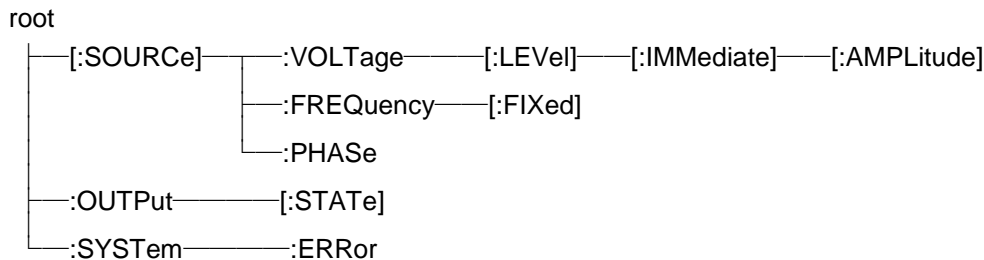 root
[:SOURCe] :VOLTage [:LEVel] [:IMMediate] [:AMPLitude]
:FREQuency [:FIXed]
:PHASe
:OUTPut [:STATe]
:SYSTem :ERRor